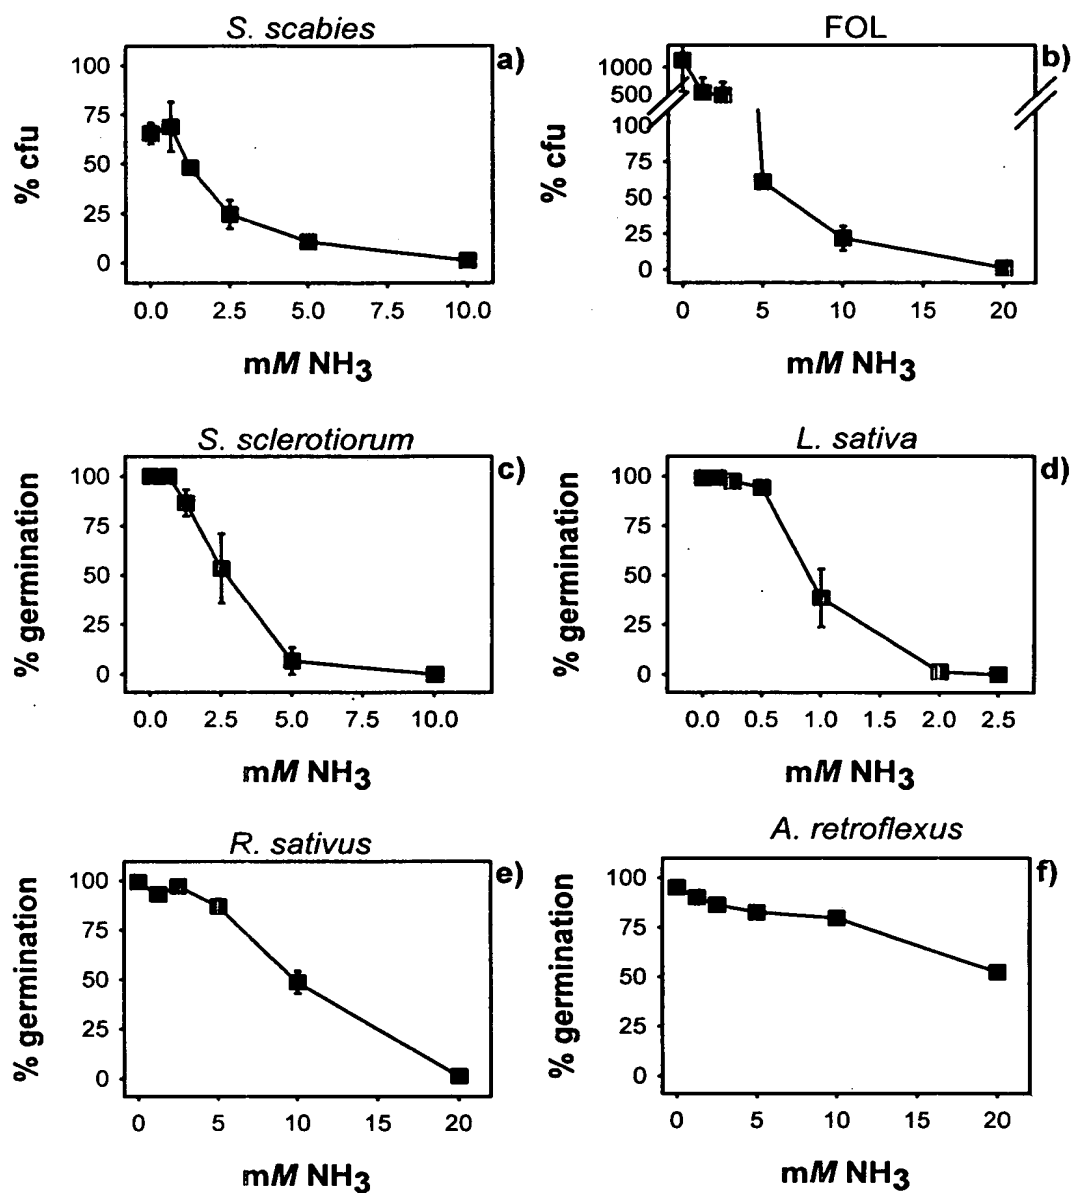 S. scabies
a)
100
75
50
25
0
% cfu
0.0 2.5 5.0 7.5 10.0
mM NH3
FOL
b)
1000
500
100
75
50
25
0
% cfu
0 5 10 15 20
mM NH3
S. sclerotiorum
c)
100
75
50
25
0
% germination
0.0 2.5 5.0 7.5 10.0
mM NH3
L. sativa
d)
100
75
50
25
0
% germination
0.0 0.5 1.0 1.5 2.0 2.5
mM NH3
R. sativus
e)
100
75
50
25
0
% germination
0 5 10 15 20
mM NH3
A. retroflexus
f)
100
75
50
25
0
% germination
0 5 10 15 20
mM NH3